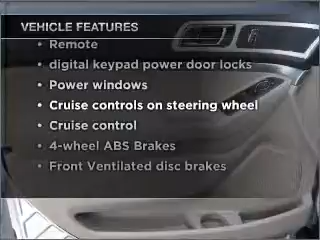 VEHICLE FEATURES
• Remote
• digital keypad power door locks
• Power windows
• Cruise controls on steering wheel
• Cruise control
• 4-wheel ABS Brakes
• Front Ventilated disc brakes